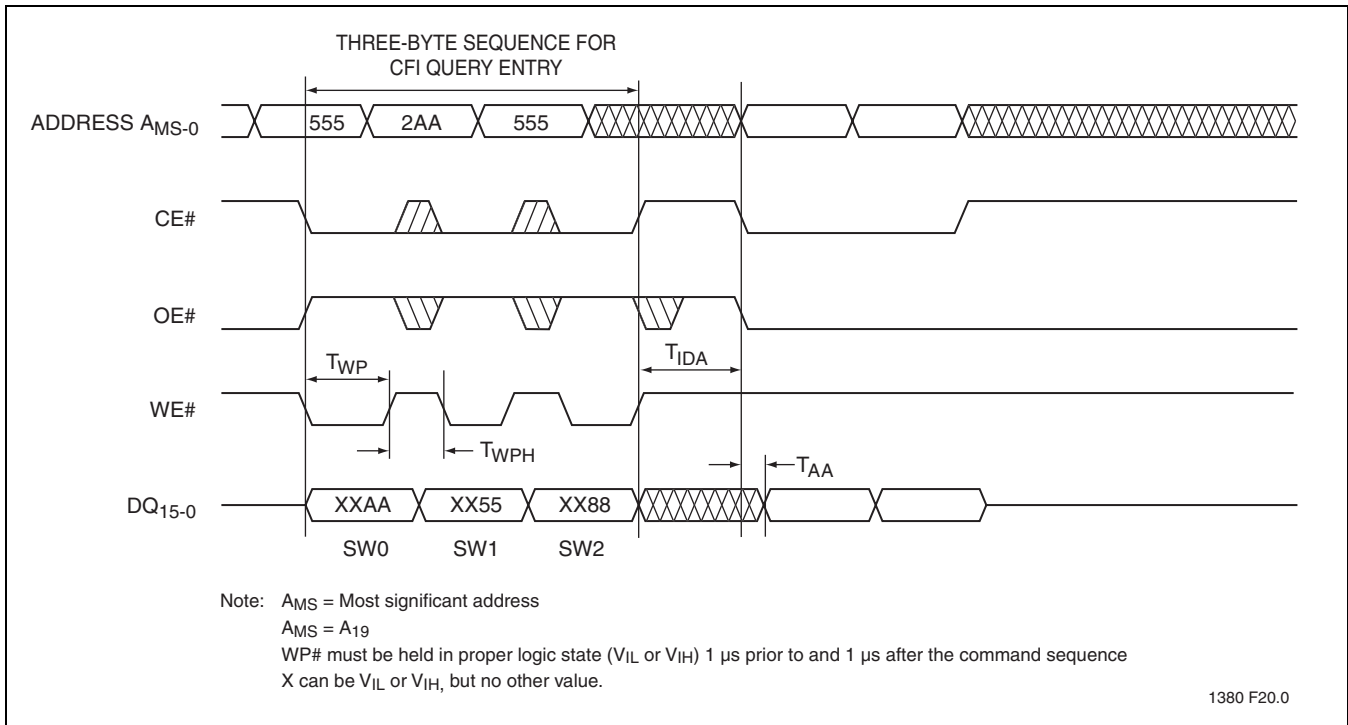 THREE-BYTE SEQUENCE FOR
CFI QUERY ENTRY
ADDRESS AMS-0
555
2AA
555
CE#
OE#
TWP
TIDA
WE#
TWPH
TAA
DQ15-0
XXAA
XX55
XX88
SW0
SW1
SW2
Note: AMS = Most significant address
AMS = A19
WP# must be held in proper logic state (VIL or VIH) 1 µs prior to and 1 µs after the command sequence
X can be VIL or VIH, but no other value.
1380 F20.0